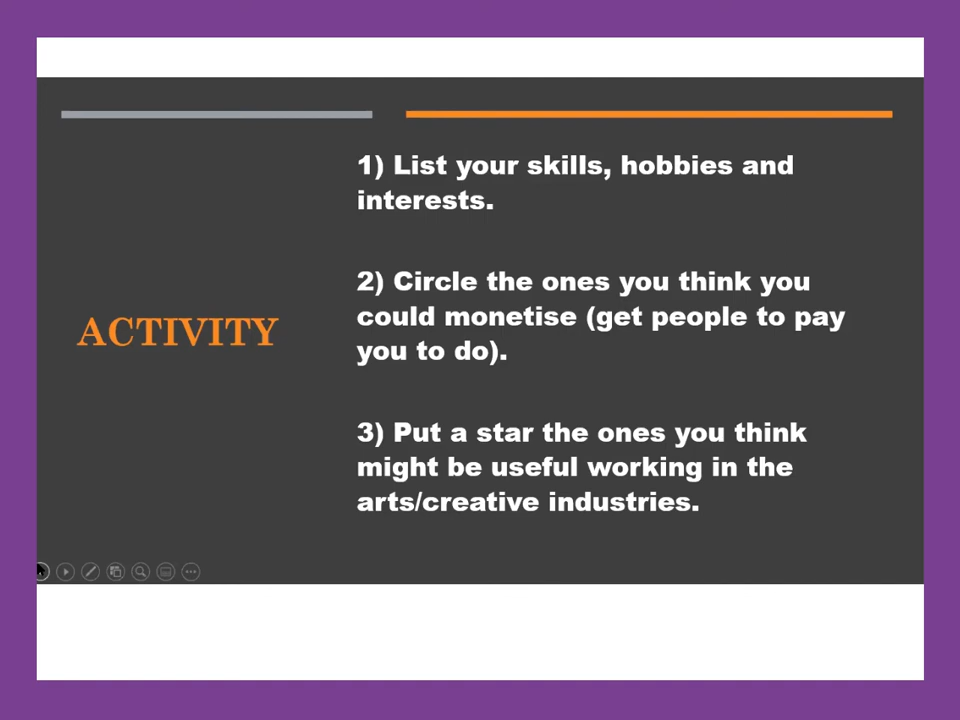 ACTIVITY
1) List your skills, hobbies and
interests.
2) Circle the ones you think you
could monetise (get people to pay
you to do).
3) Put a star the ones you think
might be useful working in the
arts/creative industries.